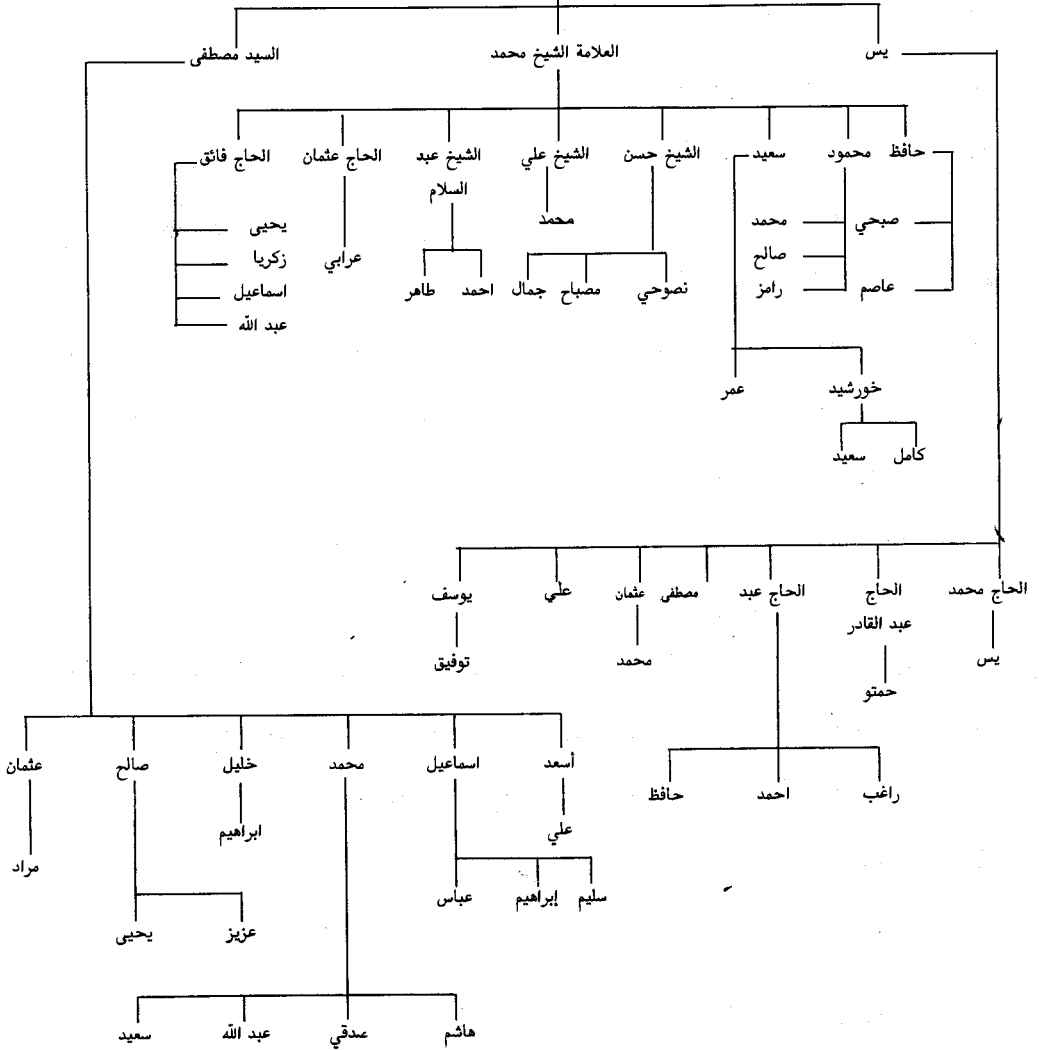 يس
العلامة الشيخ محمد
السيد مصطفى
حافظ
محمود
سعيد
الشيخ حسن
الشيخ علي
الشيخ عبد
السلام
الحاج عثمان
الحاج فائق
صبحي
عاصم
محمد
صالح
رامز
محمد
نصوحي
مصباح
جمال
احمد
طاهر
عرابي
يحيى
زكريا
اسماعيل
عبد الله
خورشيد
عمر
كامل
سعيد
الحاج محمد
الحاج
عبد القادر
الحاج عبد
مصطفى
عثمان
علي
يوسف
يس
حمتو
محمد
توفيق
راغب
احمد
حافظ
أسعد
اسماعيل
محمد
خليل
صالح
عثمان
علي
ابراهيم
مراد
سليم
إبراهيم
عباس
عزيز
يحيى
هاشم
صدقي
عبد الله
سعيد